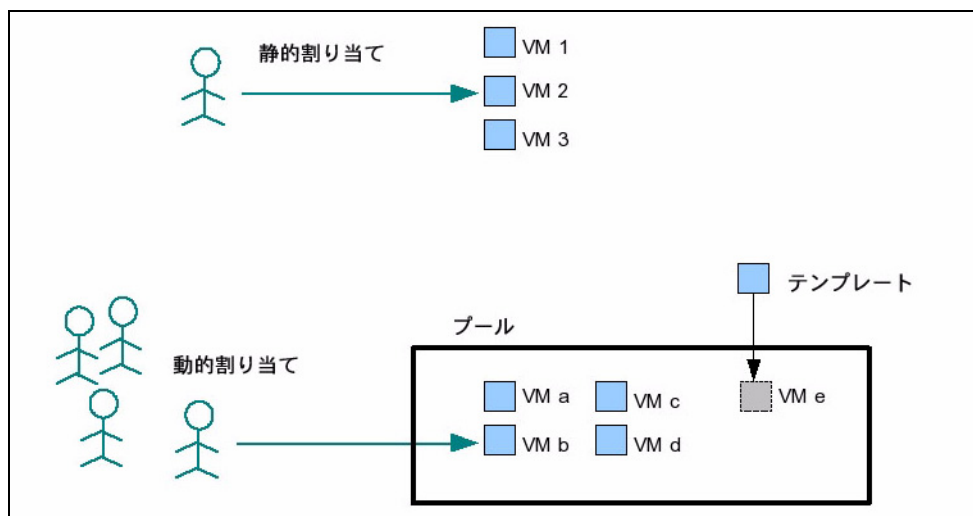 静的割り当て
VM 1
VM 2
VM 3
テンプレート
プール
動的割り当て
VM a
VM c
VM e
VM b
VM d